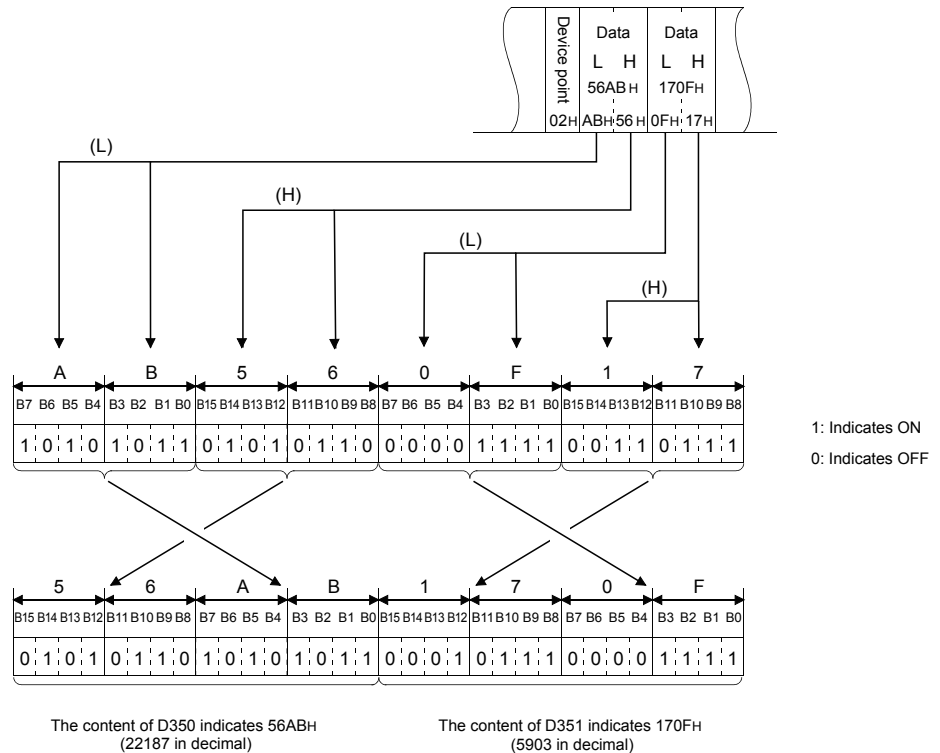 Device point
Data Data
L H L H
56ABH 170FH
02H ABH 56H 0FH 17H
(L)
(H)
(L)
(H)
A B 5 6 0 F 1 7
B7 B6 B5 B4 B3 B2 B1 B0 B15 B14 B13 B12 B11 B10 B9 B8 B7 B6 B5 B4 B3 B2 B1 B0 B15 B14 B13 B12 B11 B10 B9 B8
1 0 1 0 1 0 1 1 0 1 0 1 0 1 1 0 0 0 0 0 1 1 1 1 0 0 1 1 0 1 1 1
1: Indicates ON
0: Indicates OFF
5 6 A B 1 7 0 F
B15 B14 B13 B12 B11 B10 B9 B8 B7 B6 B5 B4 B3 B2 B1 B0 B15 B14 B13 B12 B11 B10 B9 B8 B7 B6 B5 B4 B3 B2 B1 B0
0 1 0 1 0 1 1 0 1 0 1 0 1 0 1 1 0 0 0 1 0 1 1 1 0 0 0 0 1 1 1 1
The content of D350 indicates 56ABH
(22187 in decimal)
The content of D351 indicates 170FH
(5903 in decimal)